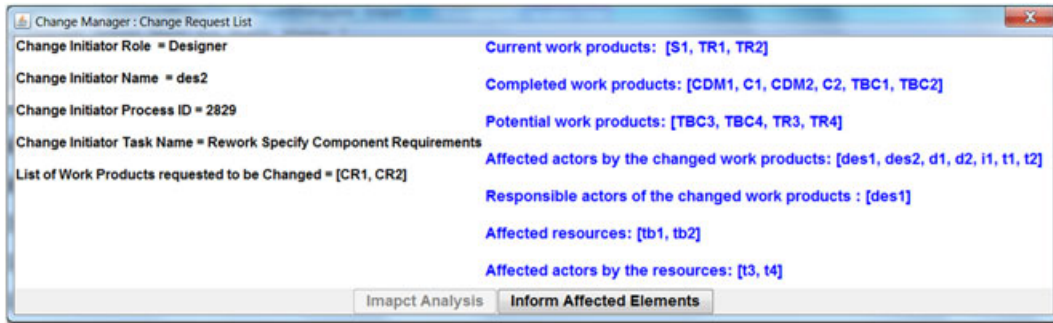 Change Manager : Change Request List
Change Initiator Role = Designer
Change Initiator Name = des2
Change Initiator Process ID = 2829
Change Initiator Task Name = Rework Specify Component Requirements
List of Work Products requested to be Changed = [CR1, CR2]
Current work products: [S1, TR1, TR2]
Completed work products: [CDM1, C1, CDM2, C2, TBC1, TBC2]
Potential work products: [TBC3, TBC4, TR3, TR4]
Affected actors by the changed work products: [des1, des2, d1, d2, i1, t1, t2]
Responsible actors of the changed work products : [des1]
Affected resources: [tb1, tb2]
Affected actors by the resources: [t3, t4]
Imapct Analysis
Inform Affected Elements